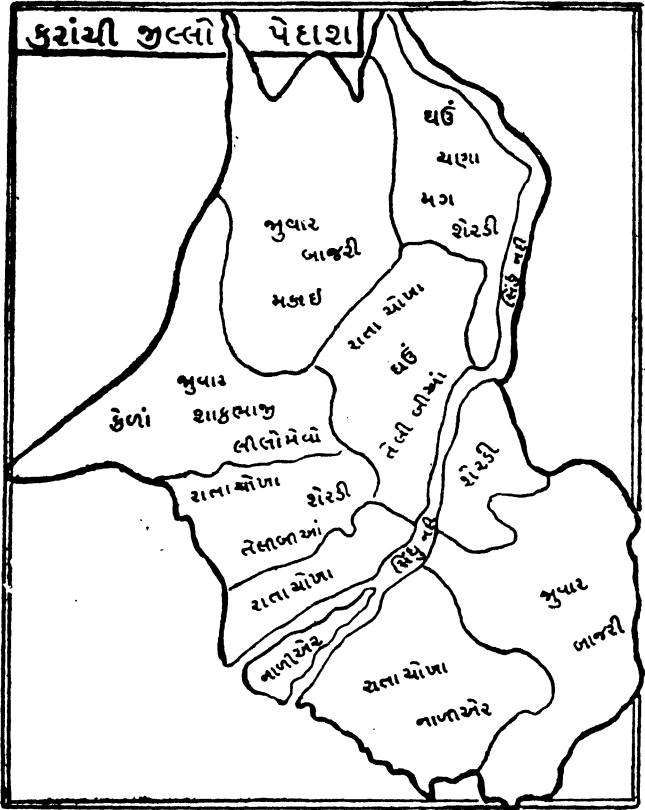 કરાંચી જીલ્લો પેદાશ
ઘઉં
ચણા
મગ
શેરડી
સિંધુ નદી
જુવાર
બાજરી
મકાઈ
રાતા ચોખા
ઘઉં
તેલી બીઆં
જુવાર
કેળાં શાકભાજી
લીલોમેવો
રાતાચોખા
શેરડી
તેલીબીઆં
શેરડી
સિંધુ નદી
રાતાચોખા
નાળીએર
જુવાર
બાજરી
રાતાચોખા
નાળીએર